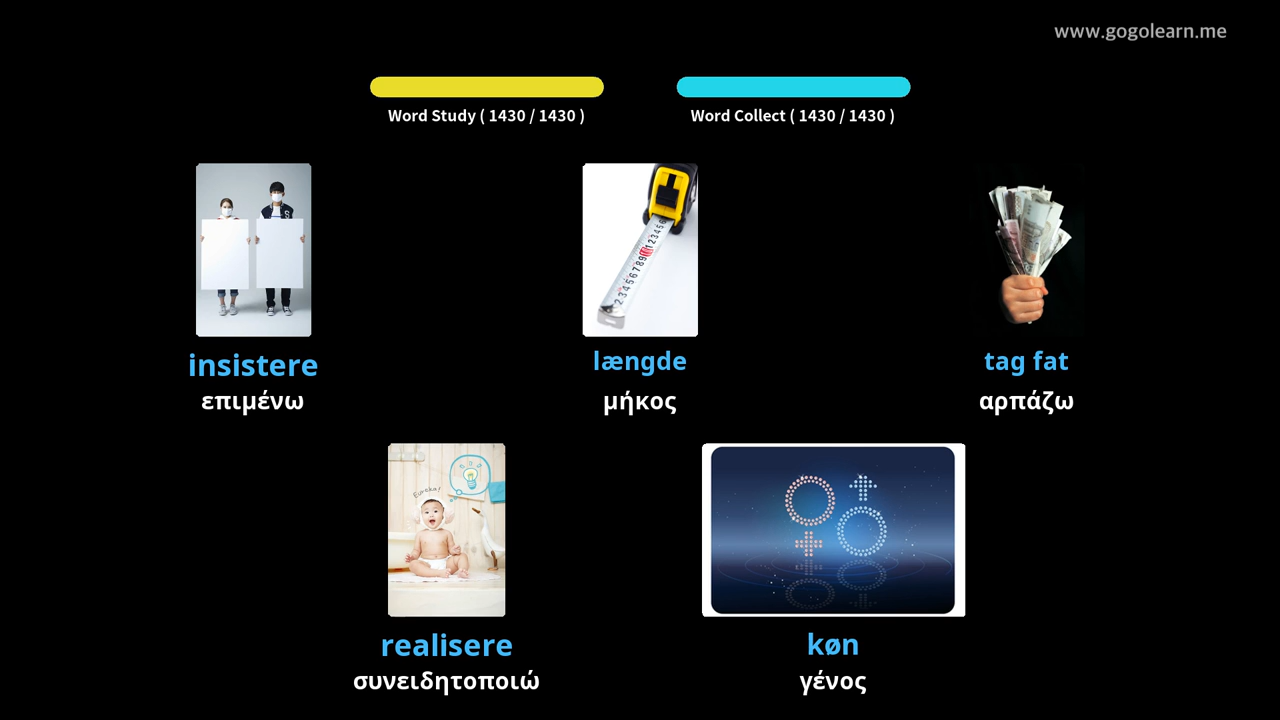 www.gogolearn.me
Word Study ( 1430 / 1430 )
Word Collect ( 1430 / 1430 )
insistere
επιμένω
længde
μήκος
tag fat
αρπάζω
Eureka!
realisere
συνειδητοποιώ
køn
γένος